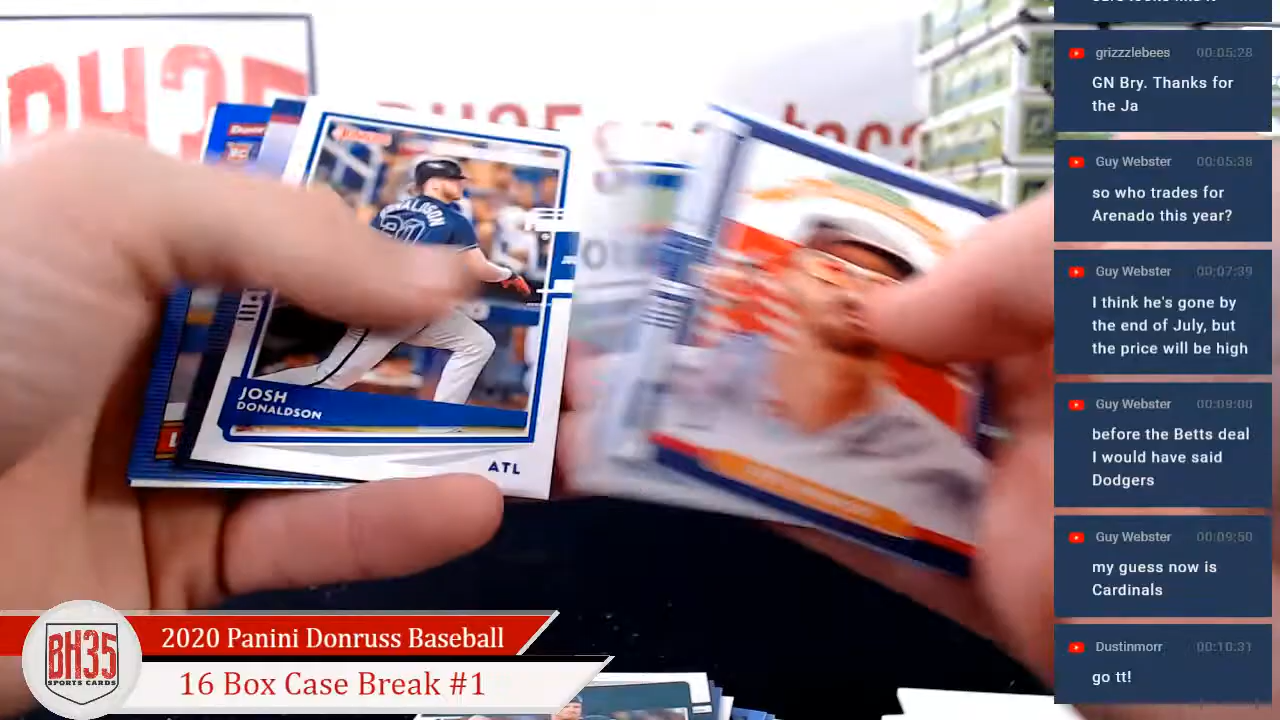 BH35
JOSH
DONALDSON
ATL
BH35
SPORTS CARDS
2020 Panini Donruss Baseball
16 Box Case Break #1
grizzzlebees 00:05:28
GN Bry. Thanks for
the Ja
Guy Webster 00:05:38
so who trades for
Arenado this year?
Guy Webster 00:07:39
I think he's gone by
the end of July, but
the price will be high
Guy Webster 00:09:00
before the Betts deal
I would have said
Dodgers
Guy Webster 00:09:50
my guess now is
Cardinals
Dustinmorr 00:10:31
go tt!